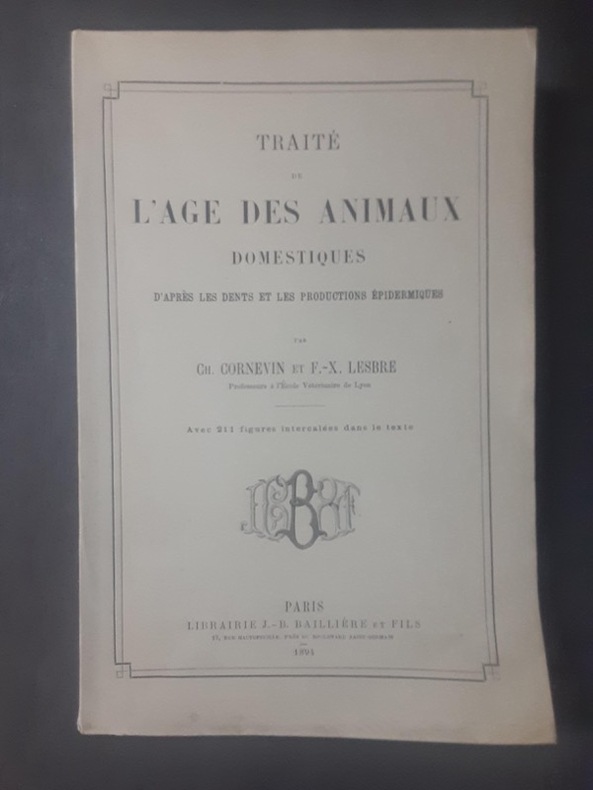 TRAITÉ
DE
L'AGE DES ANIMAUX
DOMESTIQUES
D'APRÈS LES DENTS ET LES PRODUCTIONS ÉPIDERMIQUES
PAR
CH. CORNEVIN ET F.-X. LESBRE
Professeurs à l'École Vétérinaire de Lyon
Avec 211 figures intercalées dans le texte
PARIS
LIBRAIRIE J.-B. BAILLIÈRE ET FILS
RUE HAUTEFEUILLE, PRÈS DU BOULEVARD SAINT-GERMAIN
1894